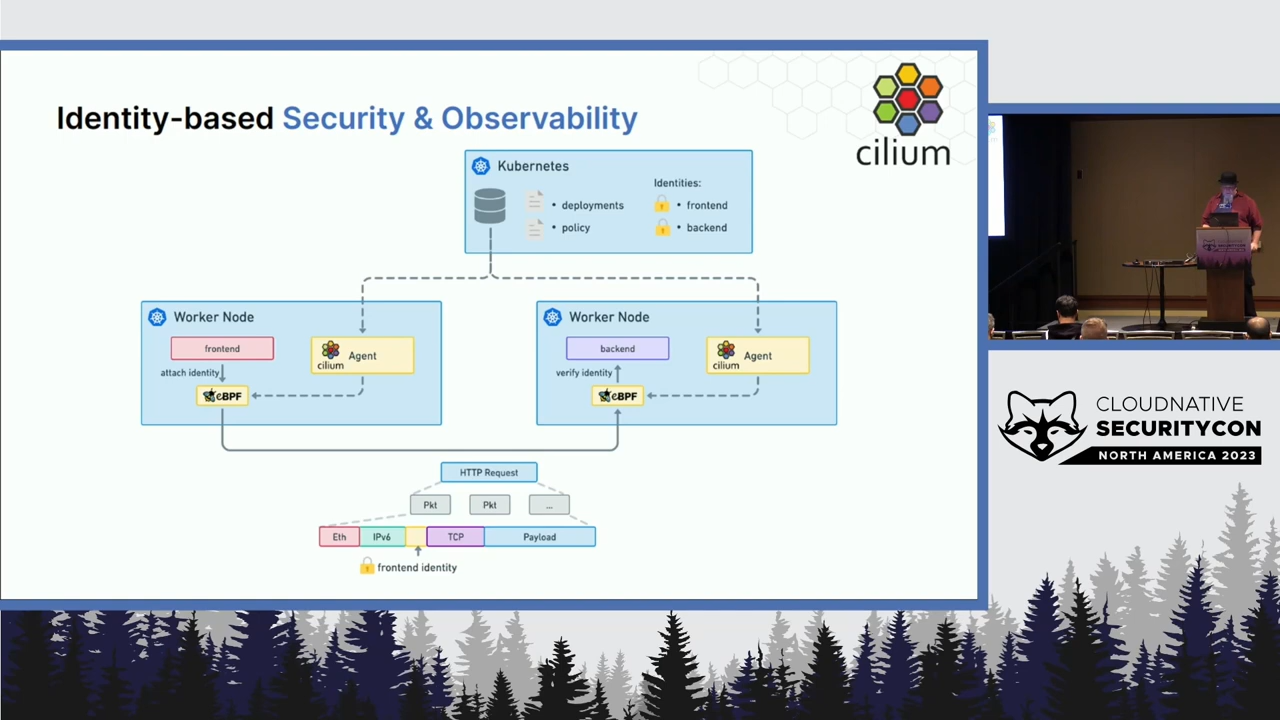 Identity-based Security & Observability
cilium
Kubernetes
Identities:
• deployments
• frontend
• policy
• backend
Worker Node
frontend
cilium
Agent
attach identity
eBPF
Worker Node
backend
cilium
Agent
verify identity
eBPF
HTTP Request
Pkt
Pkt
...
Eth
IPv6
TCP
Payload
frontend identity
CLOUDNATIVE
SECURITYCON
NORTH AMERICA 2023
SECURITYCON